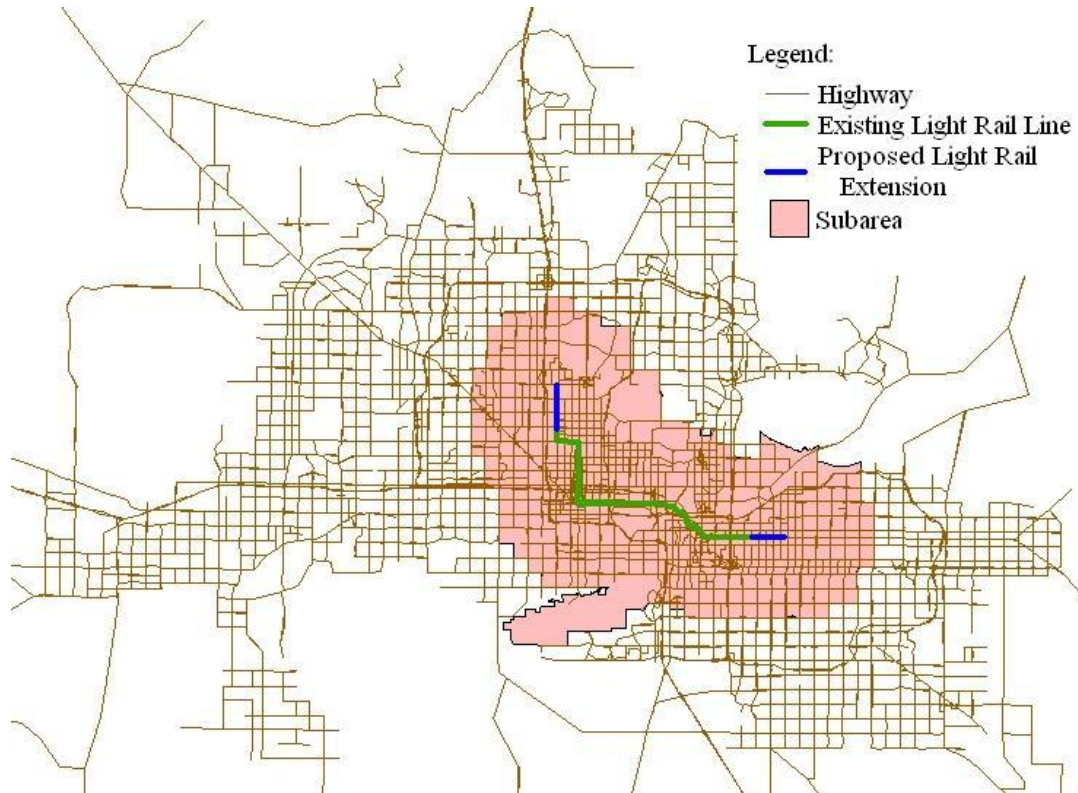 Legend:
Highway
Existing Light Rail Line
Proposed Light Rail
Extension
Subarea